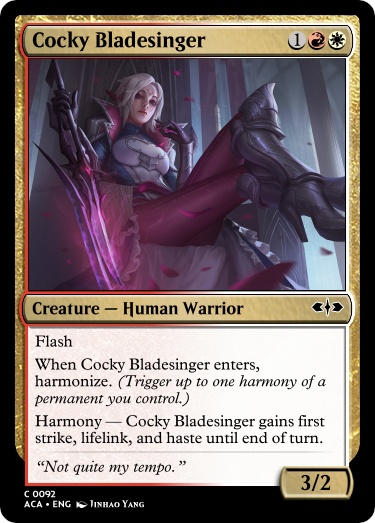 Cocky Bladesinger 1
Creature — Human Warrior
Flash
When Cocky Bladesinger enters,
harmonize. (Trigger up to one harmony of a
permanent you control.)
Harmony — Cocky Bladesinger gains first
strike, lifelink, and haste until end of turn.
“Not quite my tempo.”
3/2
C 0092
ACA • ENG Jinhao Yang